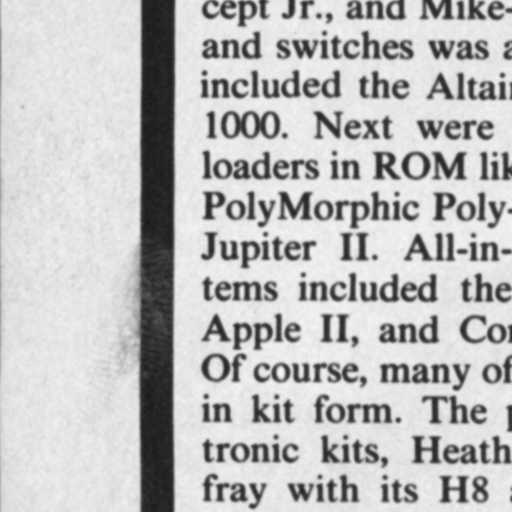 cept Jr., and Mike-
and switches was a
included the Altair
1000. Next were
loaders in ROM lik
PolyMorphic Poly-
Jupiter II. All-in-
tems included the
Apple II, and Co
Of course, many of
in kit form. The p
tronic kits, Heath
fray with its H8 a